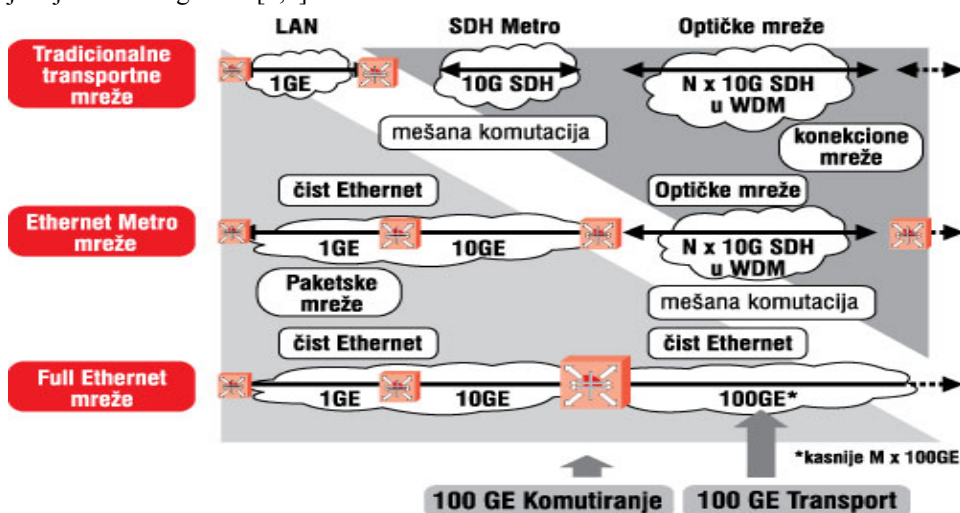 LAN
SDH Metro
Optičke mreže
Tradicionalne
transportne
mreže
1GE
10G SDH
N x 10G SDH
u WDM
mešana komutacija
konekcione
mreže
čist Ethernet
Optičke mreže
Ethernet Metro
mreže
1GE
10GE
N x 10G SDH
u WDM
Paketske
mreže
mešana komutacija
čist Ethernet
čist Ethernet
Full Ethernet
mreže
1GE
10GE
100GE*
*kasnije M x 100GE
100 GE Komutiranje
100 GE Transport